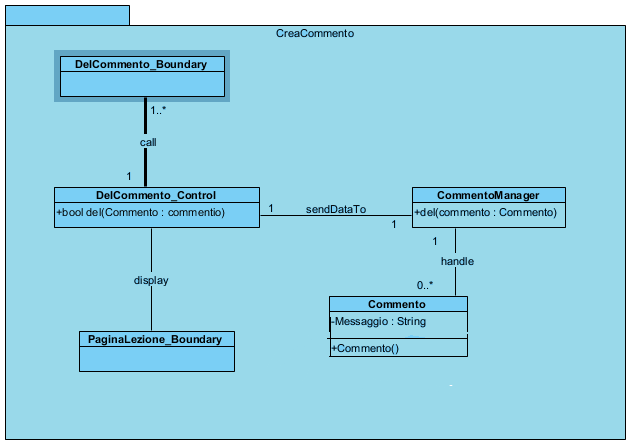 CreaCommento
DelCommento_Boundary
1..*
call
1
DelCommento_Control
+bool del(Commento : commentio)
1
sendDataTo
1
CommentoManager
+del(commento : Commento)
1
handle
0..*
display
Commento
-Messaggio : String
+Commento()
PaginaLezione_Boundary